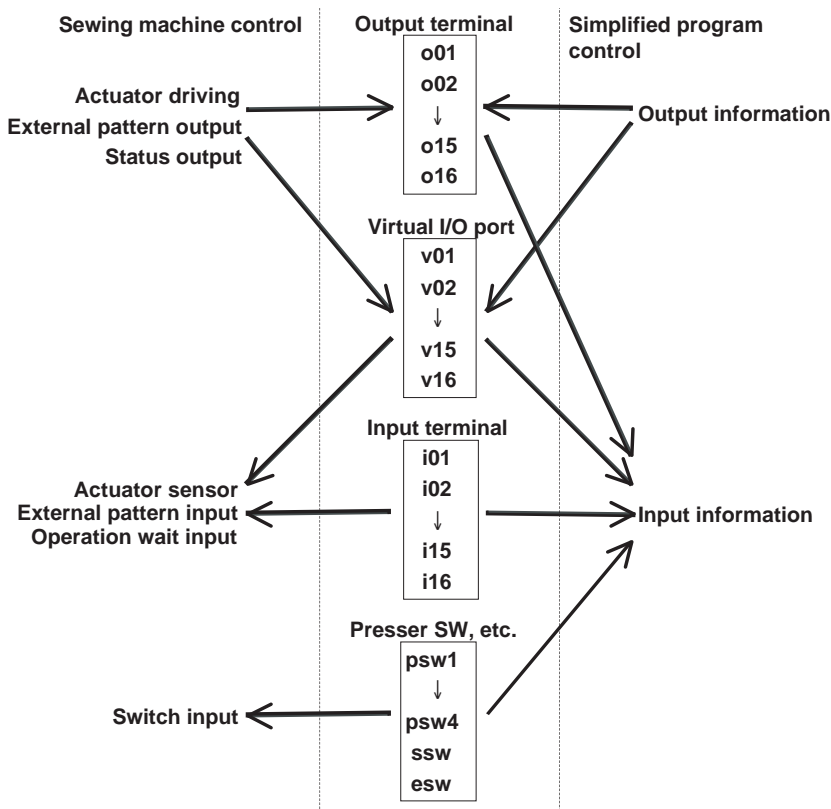 Sewing machine control
Output terminal
Simplified program
control
o01
o02
↓
o15
o16
Actuator driving
External pattern output
Status output
Output information
Virtual I/O port
v01
v02
↓
v15
v16
Input terminal
i01
i02
↓
i15
i16
Actuator sensor
External pattern input
Operation wait input
Input information
Presser SW, etc.
psw1
↓
psw4
ssw
esw
Switch input